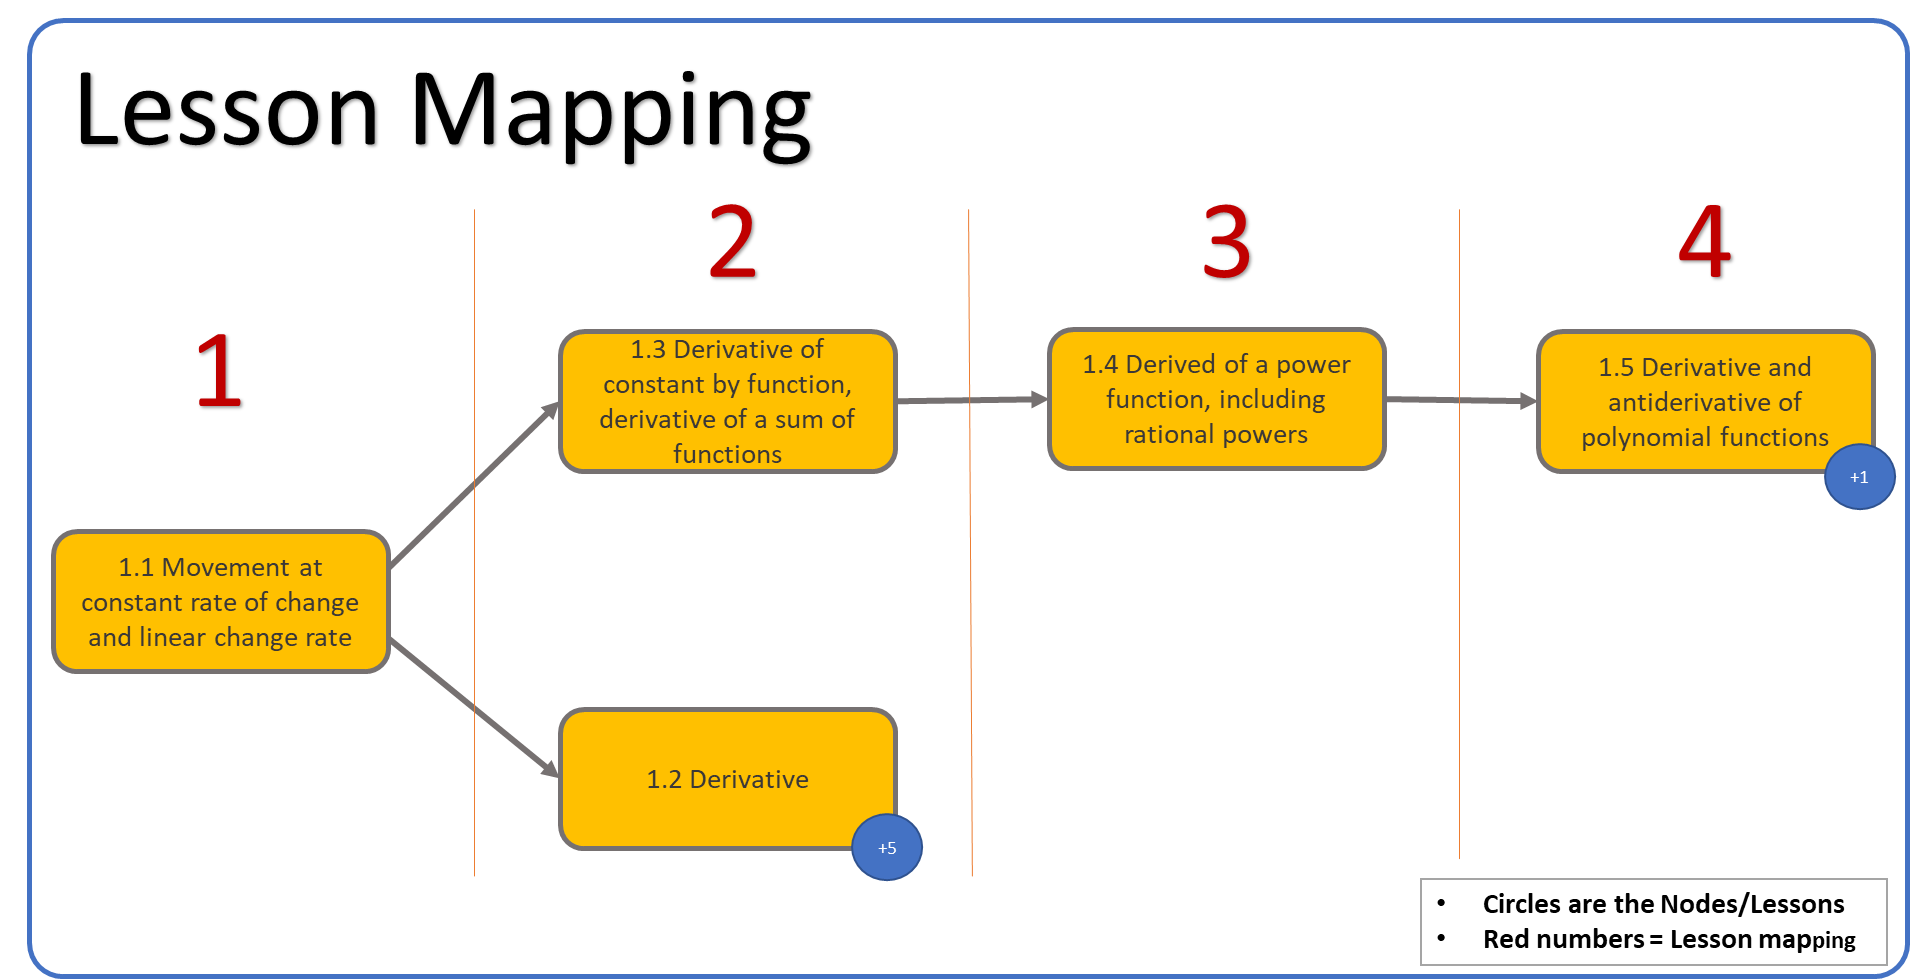 Lesson Mapping
1
2
3
4
1.1 Movement at
constant rate of change
and linear change rate
1.3 Derivative of
constant by function,
derivative of a sum of
functions
1.4 Derived of a power
function, including
rational powers
1.5 Derivative and
antiderivative of
polynomial functions
+1
1.2 Derivative
+5
• Circles are the Nodes/Lessons
• Red numbers = Lesson mapping